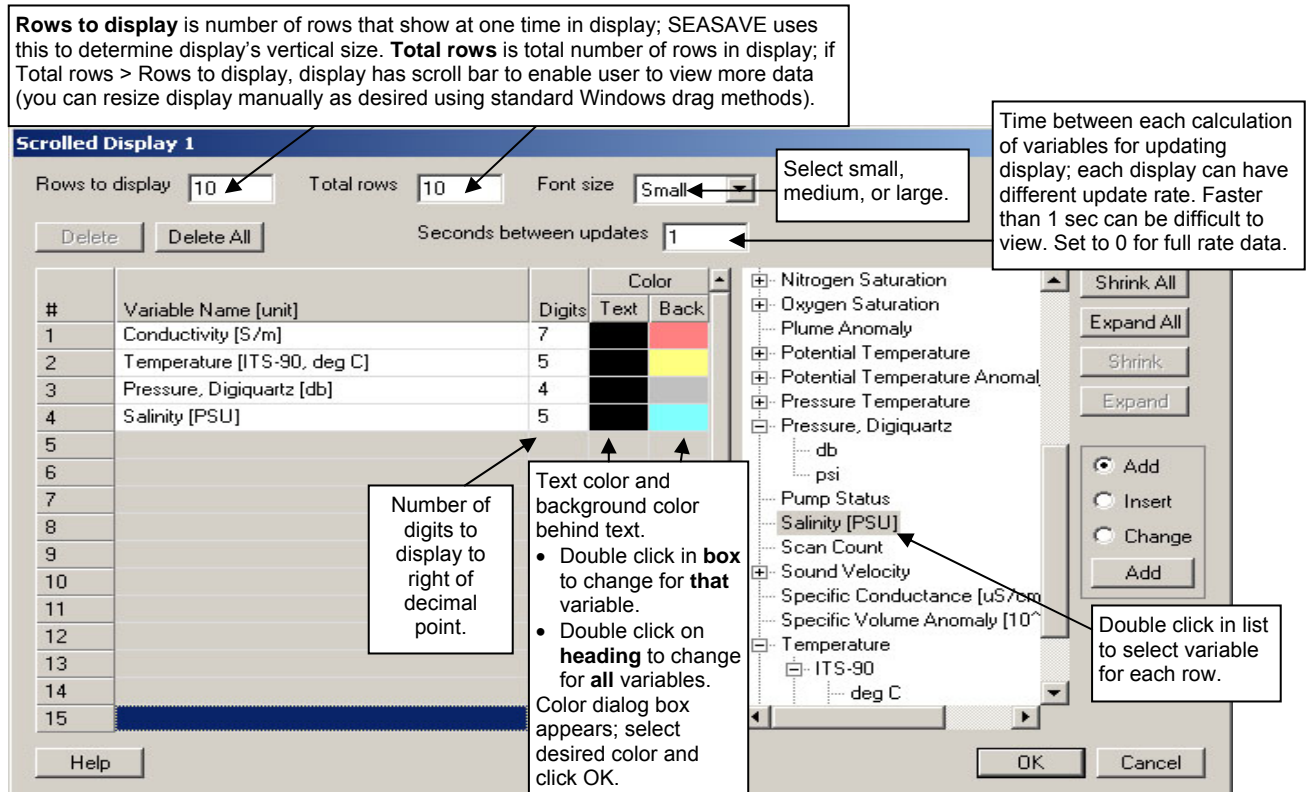 Rows to display is number of rows that show at one time in display; SEASAVE uses
this to determine display's vertical size. Total rows is total number of rows in display; if
Total rows > Rows to display, display has scroll bar to enable user to view more data
(you can resize display manually as desired using standard Windows drag methods).
Time between each calculation
of variables for updating
display; each display can have
different update rate. Faster
than 1 sec can be difficult to
view. Set to 0 for full rate data.
Scrolled Display 1
Rows to display 10 Total rows 10 Font size Small
Select small,
medium, or large.
Delete Delete All Seconds between updates 1
Color
# Variable Name [unit] Digits Text Back
1 Conductivity [S/m] 7
2 Temperature [ITS-90, deg C] 5
3 Pressure, Digiquartz [db] 4
4 Salinity [PSU] 5
5
6
7
8
9
10
11
12
13
14
15
Number of
digits to
display to
right of
decimal
point.
Text color and
background color
behind text.
• Double click in box
to change for that
variable.
• Double click on
heading to change
for all variables.
Color dialog box
appears; select
desired color and
click OK.
Nitrogen Saturation
Oxygen Saturation
Plume Anomaly
Potential Temperature
Potential Temperature Anomal
Pressure Temperature
Pressure, Digiquartz
db
psi
Pump Status
Salinity [PSU]
Scan Count
Sound Velocity
Specific Conductance [uS/cm
Specific Volume Anomaly [10^
Temperature
ITS-90
deg C
Shrink All
Expand All
Shrink
Expand
Add
Insert
Change
Add
Double click in list
to select variable
for each row.
Help OK Cancel